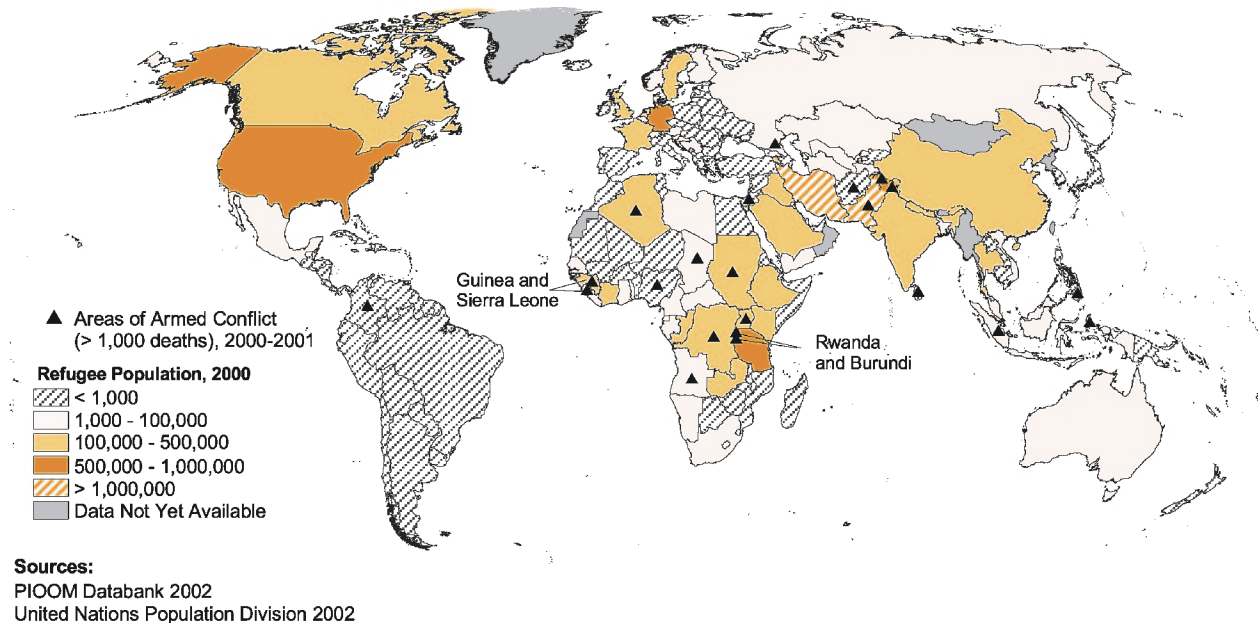 Guinea and
Sierra Leone
Rwanda
and Burundi
Areas of Armed Conflict
(> 1,000 deaths), 2000-2001
Refugee Population, 2000
< 1,000
1,000 - 100,000
100,000 - 500,000
500,000 - 1,000,000
> 1,000,000
Data Not Yet Available
Sources:
PIOOM Databank 2002
United Nations Population Division 2002